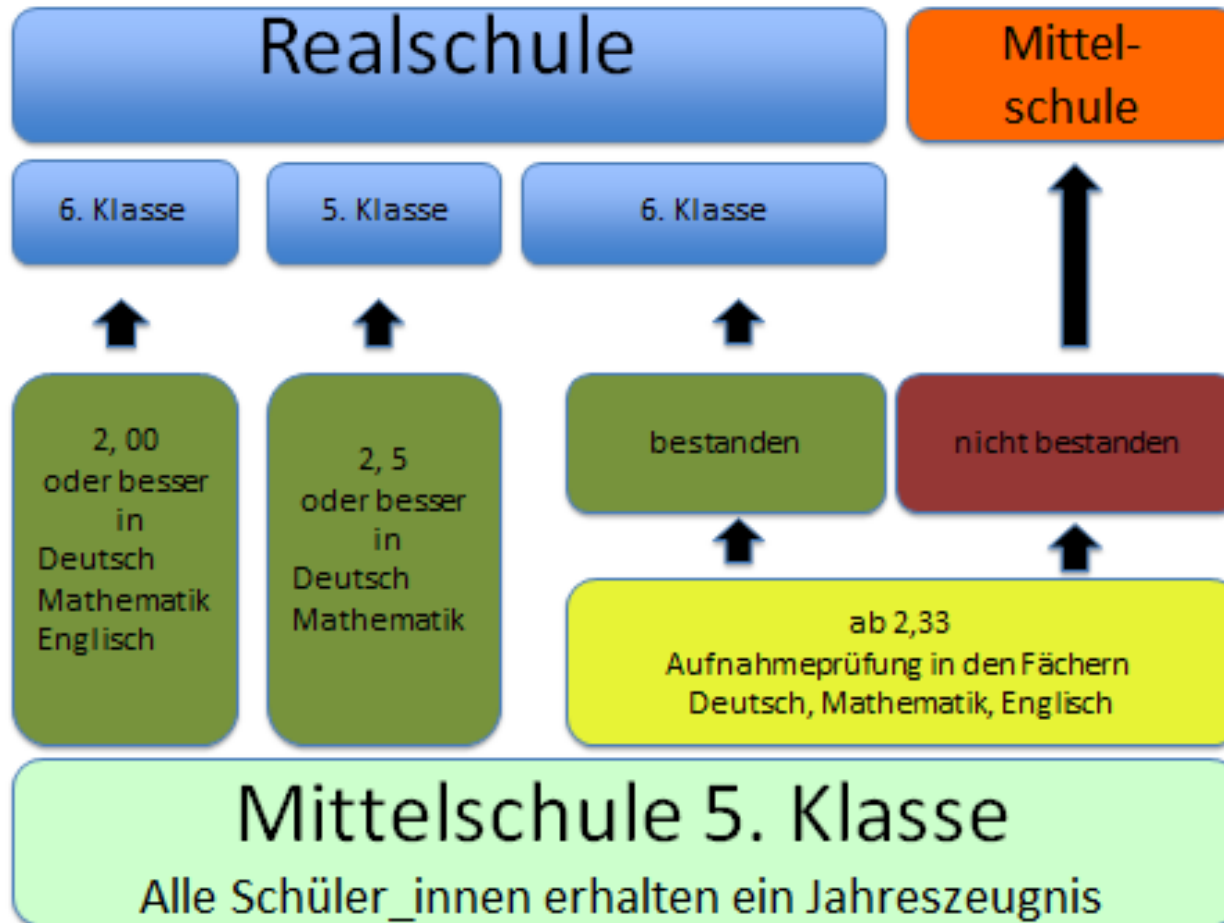 Realschule
Mittel-
schule
6. Klasse
5. Klasse
6. Klasse
2, 00
oder besser
in
Deutsch
Mathematik
Englisch
2, 5
oder besser
in
Deutsch
Mathematik
bestanden
nicht bestanden
ab 2,33
Aufnahmeprüfung in den Fächern
Deutsch, Mathematik, Englisch
Mittelschule 5. Klasse
Alle Schüler_innen erhalten ein Jahreszeugnis